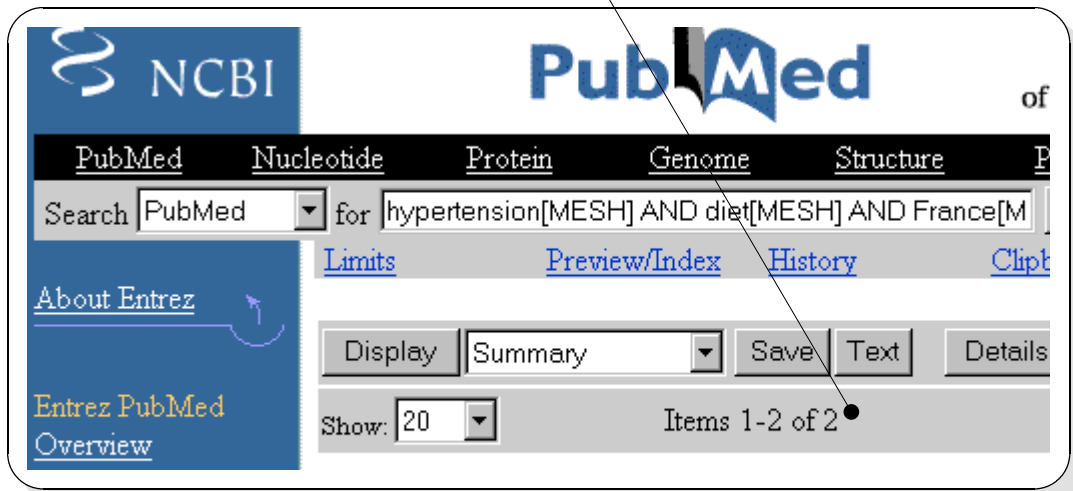 NCBI
PubMed
of
PubMed Nucleotide Protein Genome Structure P
Search PubMed for hypertension[MESH] AND diet[MESH] AND France[M
Limits Preview/Index History Clipb
About Entrez
Display Summary Save Text Details
Entrez PubMed
Show: 20 Items 1-2 of 2
Overview